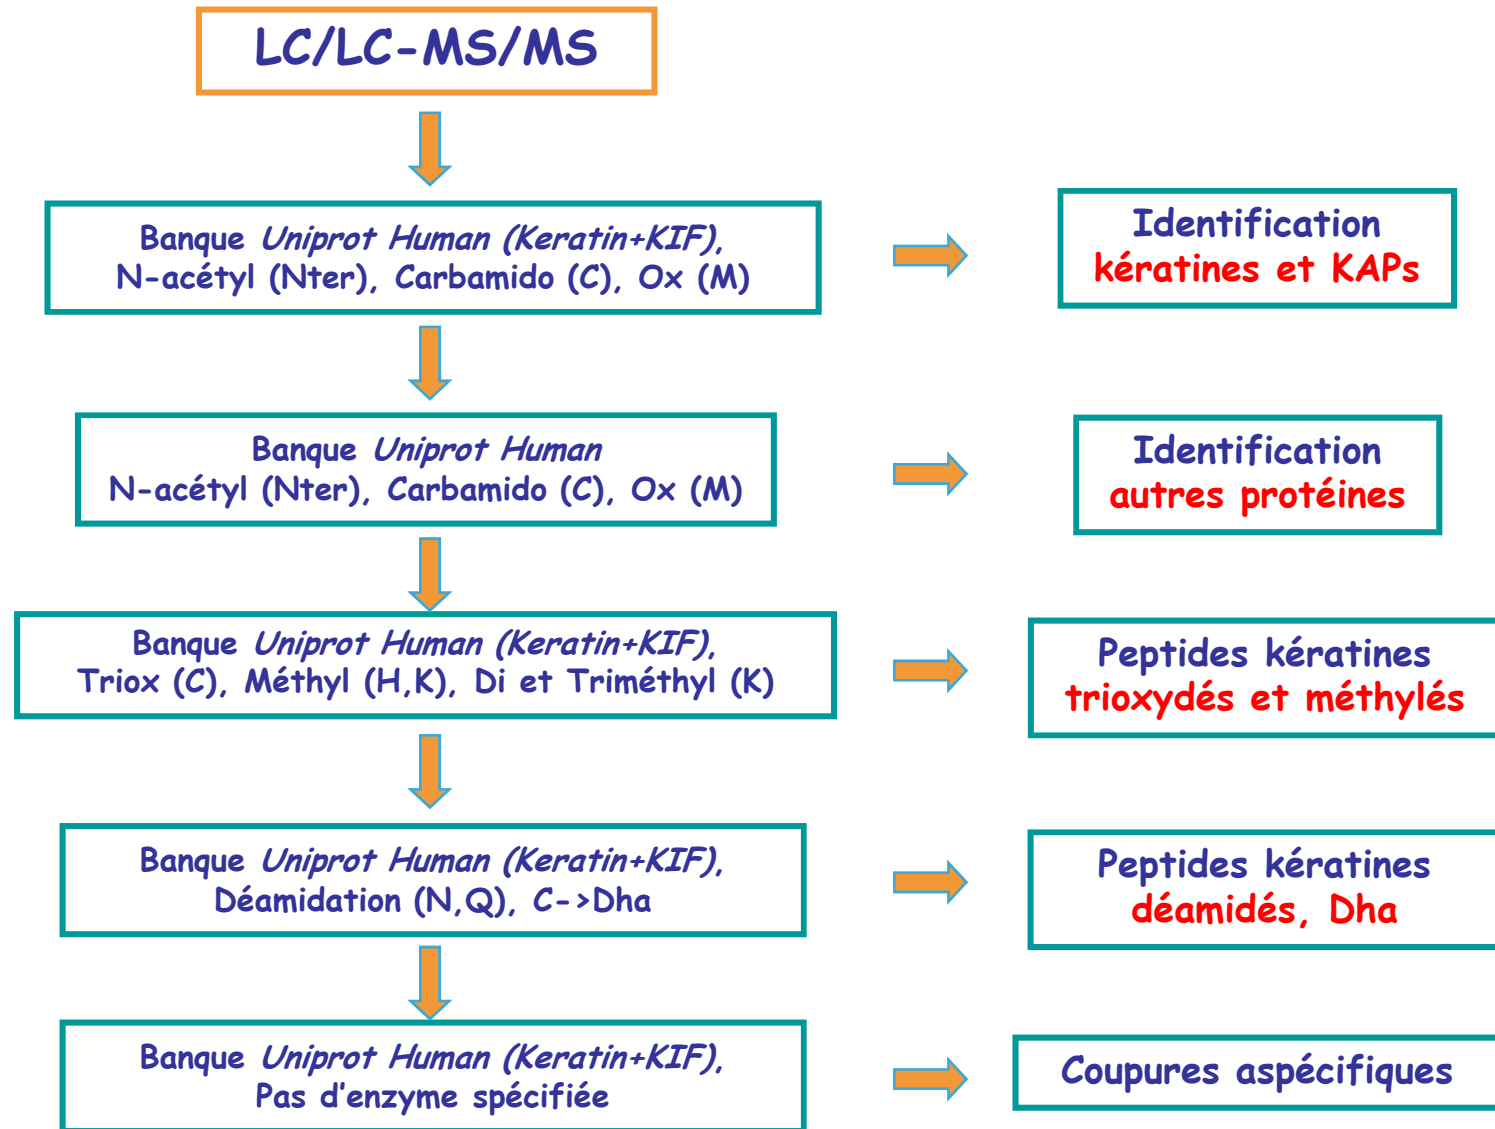 LC/LC-MS/MS
Banque Uniprot Human (Keratin+KIF),
N-acétyl (Nter), Carbamido (C), Ox (M)
Identification
kératines et KAPs
Banque Uniprot Human
N-acétyl (Nter), Carbamido (C), Ox (M)
Identification
autres protéines
Banque Uniprot Human (Keratin+KIF),
Triox (C), Méthyl (H,K), Di et Triméthyl (K)
Peptides kératines
trioxydés et méthylés
Banque Uniprot Human (Keratin+KIF),
Déamidation (N,Q), C->Dha
Peptides kératines
déamidés, Dha
Banque Uniprot Human (Keratin+KIF),
Pas d'enzyme spécifiée
Coupures aspécifiques